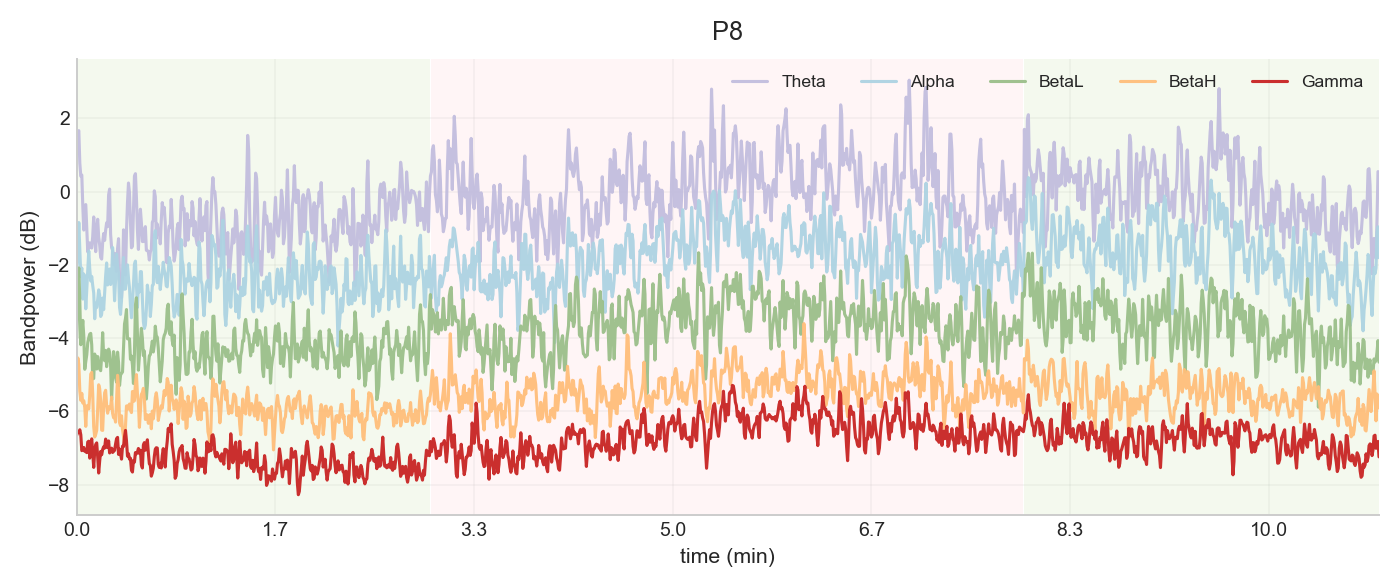 P8
Theta Alpha BetaL BetaH Gamma
Bandpower (dB)
2
0
−2
−4
−6
−8
0.0 1.7 3.3 5.0 6.7 8.3 10.0
time (min)